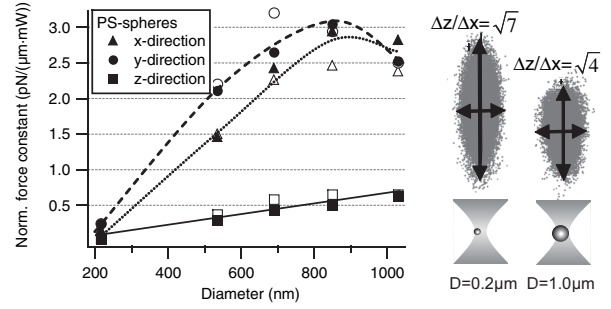 PS-spheres
x-direction
y-direction
z-direction
Norm. force constant (pN/(μm·mW))
3.0
2.5
2.0
1.5
1.0
0.5
200
400
600
800
1000
Diameter (nm)
Δz/Δx=√7
Δz/Δx=√4
D=0.2μm
D=1.0μm